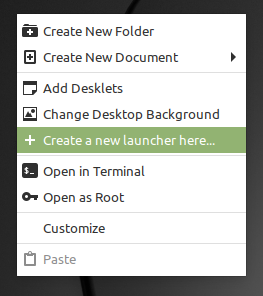 Create New Folder
Create New Document
Add Desklets
Change Desktop Background
Create a new launcher here...
Open in Terminal
Open as Root
Customize
Paste